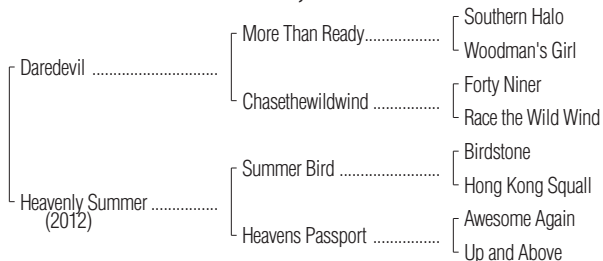 Southern Halo
More Than Ready..................
Woodman's Girl
Daredevil ..............................
Forty Niner
Chasethewildwind ................
Race the Wild Wind
Birdstone
Summer Bird ........................
Hong Kong Squall
Heavenly Summer ................
(2012)
Awesome Again
Heavens Passport ................
Up and Above